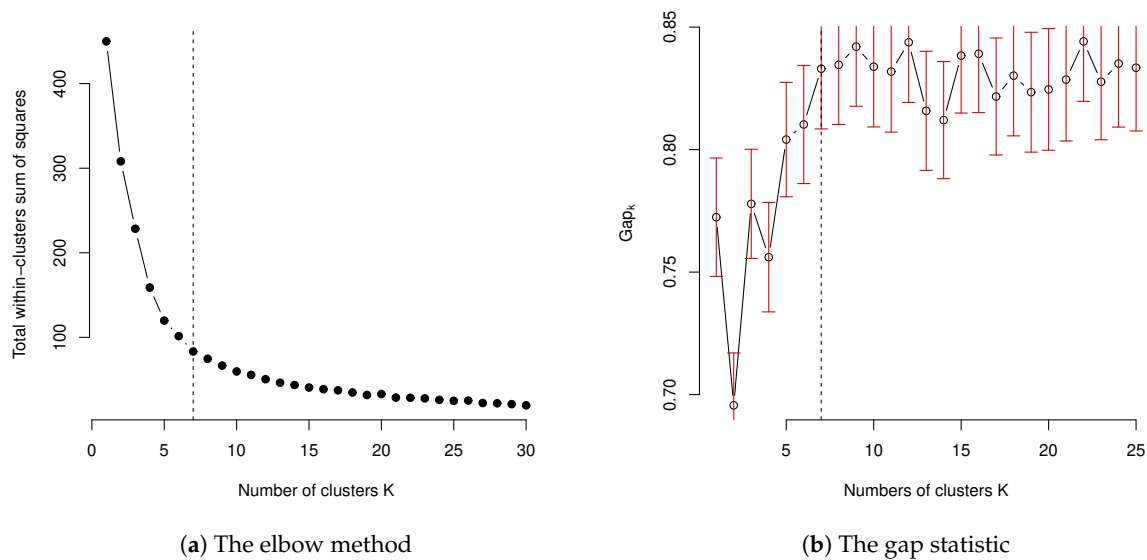 Total within−clusters sum of squares
400
300
200
100
0 5 10 15 20 25 30
Number of clusters K
(a) The elbow method
Gapk
0.85
0.80
0.75
0.70
5 10 15 20 25
Numbers of clusters K
(b) The gap statistic